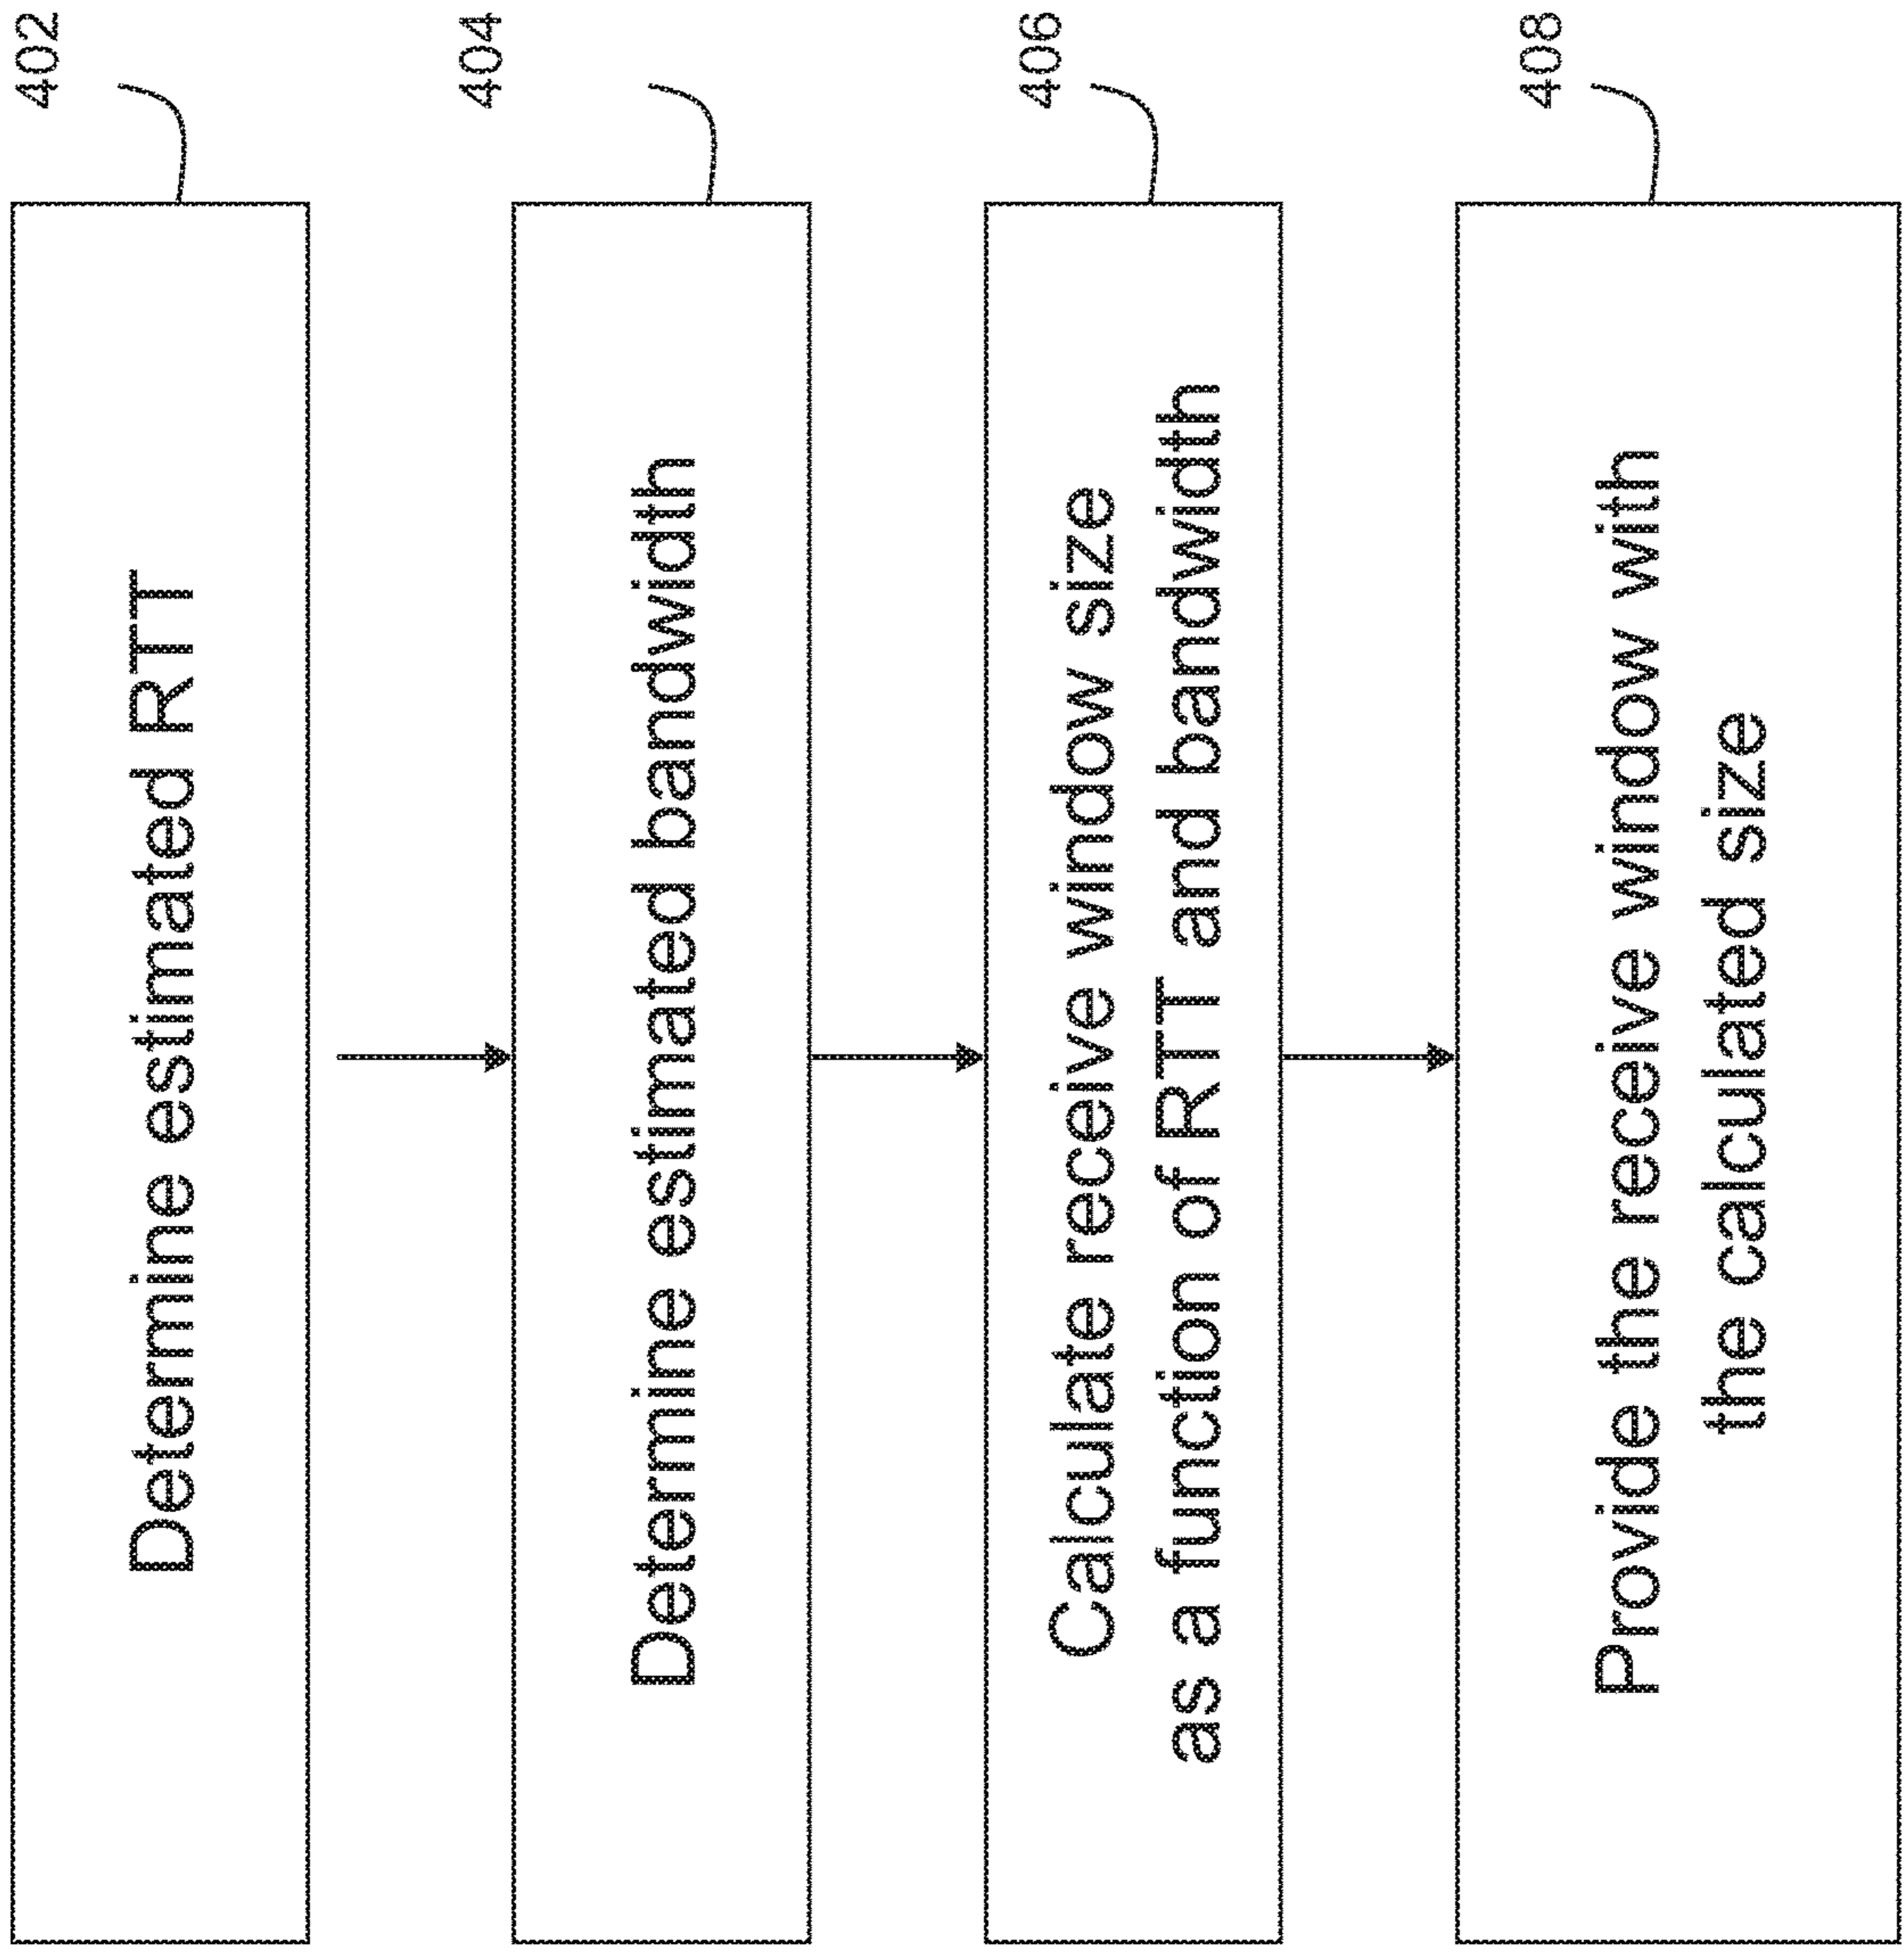 402
Determine estimated RTT
404
Determine estimated bandwidth
406
Calculate receive window size
as a function of RTT and bandwidth
408
Provide the receive window with
the calculated size